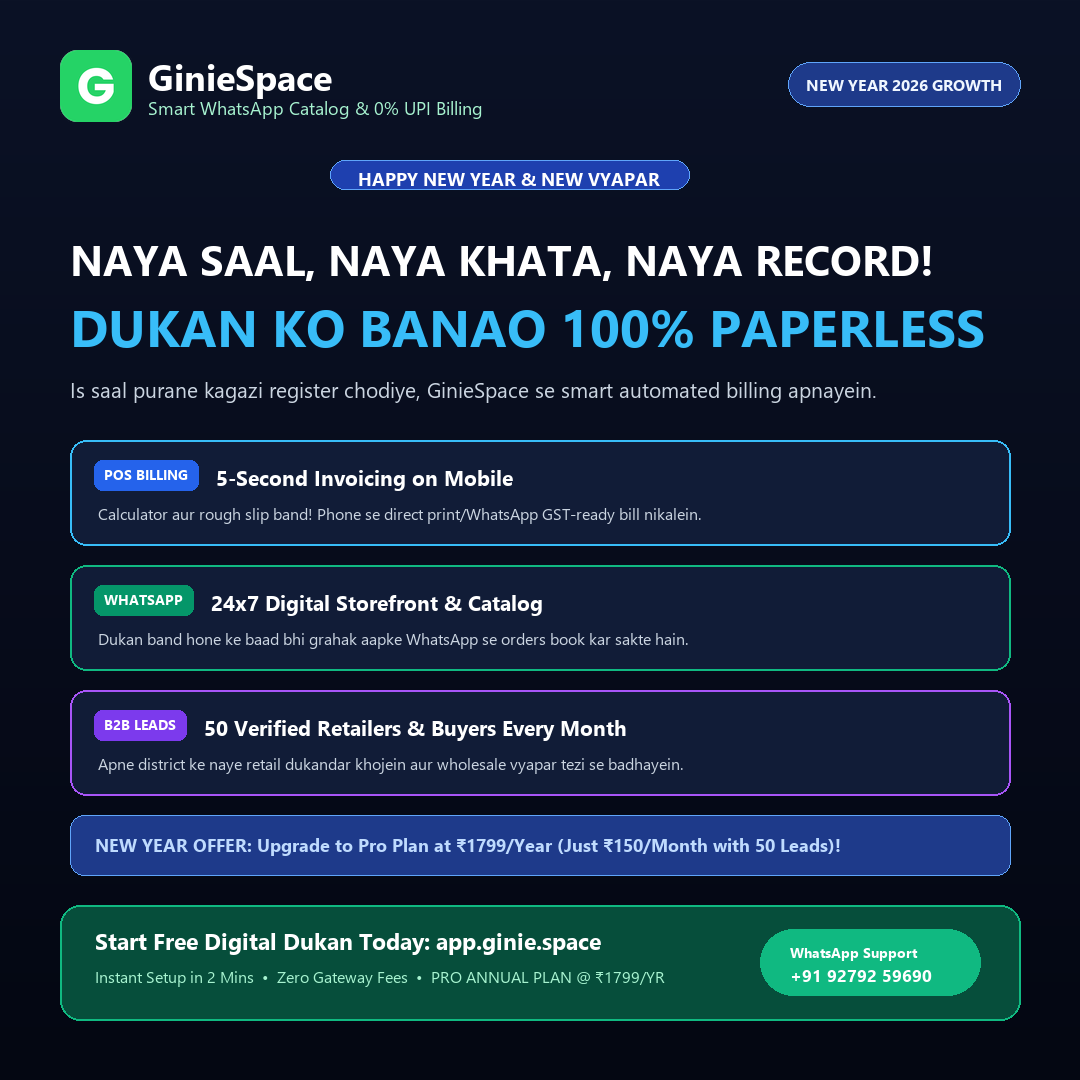 G
GinieSpace
Smart WhatsApp Catalog & 0% UPI Billing
NEW YEAR 2026 GROWTH
HAPPY NEW YEAR & NEW VYAPAR
NAYA SAAL, NAYA KHATA, NAYA RECORD!
DUKAN KO BANAO 100% PAPERLESS
Is saal purane kagazi register chodiye, GinieSpace se smart automated billing apnayein.
POS BILLING
5-Second Invoicing on Mobile
Calculator aur rough slip band! Phone se direct print/WhatsApp GST-ready bill nikalein.
WHATSAPP
24x7 Digital Storefront & Catalog
Dukan band hone ke baad bhi grahak aapke WhatsApp se orders book kar sakte hain.
B2B LEADS
50 Verified Retailers & Buyers Every Month
Apne district ke naye retail dukandar khojein aur wholesale vyapar tezi se badhayein.
NEW YEAR OFFER: Upgrade to Pro Plan at ₹1799/Year (Just ₹150/Month with 50 Leads)!
Start Free Digital Dukan Today: app.ginie.space
Instant Setup in 2 Mins • Zero Gateway Fees • PRO ANNUAL PLAN @ ₹1799/YR
WhatsApp Support
+91 92792 59690